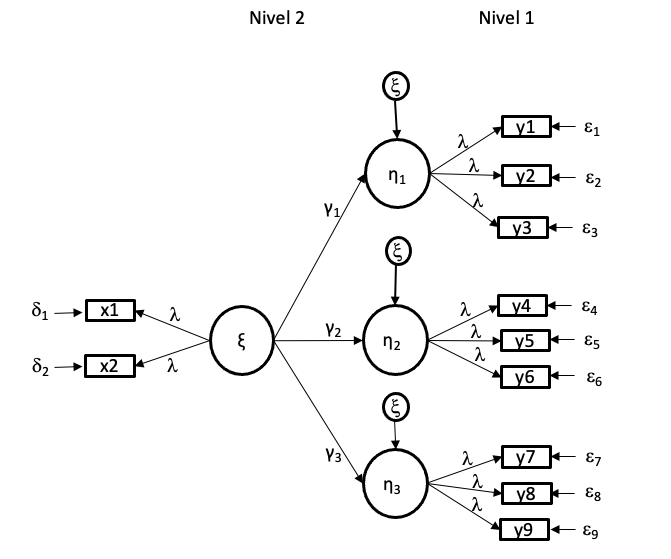 Nivel 2 Nivel 1
ξ
λ y1 ε1
η1 λ y2 ε2
γ1 λ y3 ε3
ξ
δ1 x1 λ λ y4 ε4
ξ γ2 η2 λ y5 ε5
δ2 x2 λ λ y6 ε6
ξ
γ3 λ y7 ε7
η3 λ y8 ε8
λ y9 ε9